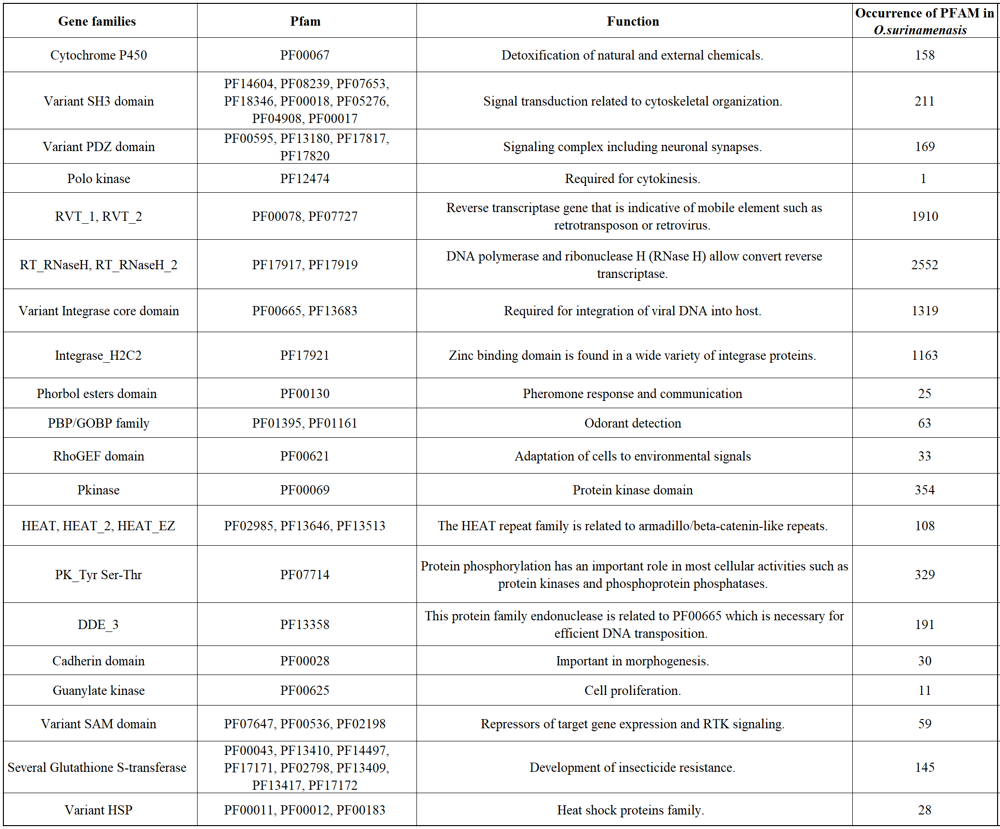 Gene families
Pfam
Function
Occurrence of PFAM in
O.surinamenasis
Cytochrome P450
PF00067
Detoxification of natural and external chemicals.
158
Variant SH3 domain
PF14604, PF08239, PF07653,
PF18346, PF00018, PF05276,
PF04908, PF00017
Signal transduction related to cytoskeletal organization.
211
Variant PDZ domain
PF00595, PF13180, PF17817,
PF17820
Signaling complex including neuronal synapses.
169
Polo kinase
PF12474
Required for cytokinesis.
1
RVT_1, RVT_2
PF00078, PF07727
Reverse transcriptase gene that is indicative of mobile element such as
retrotransposon or retrovirus.
1910
RT_RNaseH, RT_RNaseH_2
PF17917, PF17919
DNA polymerase and ribonuclease H (RNase H) allow convert reverse
transcriptase.
2552
Variant Integrase core domain
PF00665, PF13683
Required for integration of viral DNA into host.
1319
Integrase_H2C2
PF17921
Zinc binding domain is found in a wide variety of integrase proteins.
1163
Phorbol esters domain
PF00130
Pheromone response and communication
25
PBP/GOBP family
PF01395, PF01161
Odorant detection
63
RhoGEF domain
PF00621
Adaptation of cells to environmental signals
33
Pkinase
PF00069
Protein kinase domain
354
HEAT, HEAT_2, HEAT_EZ
PF02985, PF13646, PF13513
The HEAT repeat family is related to armadillo/beta-catenin-like repeats.
108
PK_Tyr Ser-Thr
PF07714
Protein phosphorylation has an important role in most cellular activities such as
protein kinases and phosphoprotein phosphatases.
329
DDE_3
PF13358
This protein family endonuclease is related to PF00665 which is necessary for
efficient DNA transposition.
191
Cadherin domain
PF00028
Important in morphogenesis.
30
Guanylate kinase
PF00625
Cell proliferation.
11
Variant SAM domain
PF07647, PF00536, PF02198
Repressors of target gene expression and RTK signaling.
59
Several Glutathione S-transferase
PF00043, PF13410, PF14497,
PF17171, PF02798, PF13409,
PF13417, PF17172
Development of insecticide resistance.
145
Variant HSP
PF00011, PF00012, PF00183
Heat shock proteins family.
28